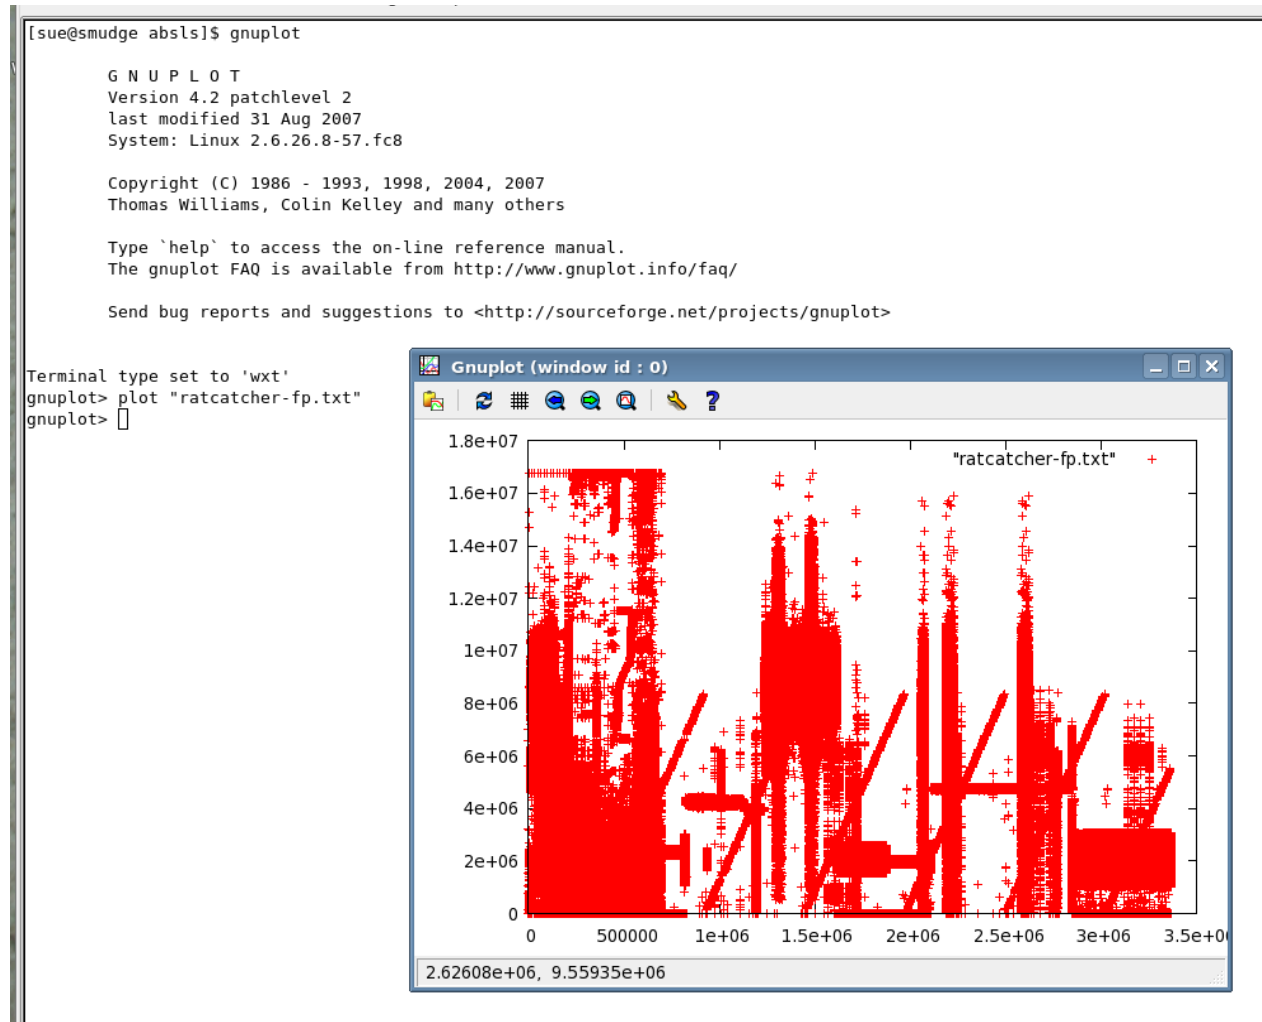 [sue@smudge absls]$ gnuplot
G N U P L O T
Version 4.2 patchlevel 2
last modified 31 Aug 2007
System: Linux 2.6.26.8-57.fc8
Copyright (C) 1986 - 1993, 1998, 2004, 2007
Thomas Williams, Colin Kelley and many others
Type `help` to access the on-line reference manual.
The gnuplot FAQ is available from http://www.gnuplot.info/faq/
Send bug reports and suggestions to <http://sourceforge.net/projects/gnuplot>
Terminal type set to 'wxt'
gnuplot> plot "ratcatcher-fp.txt"
gnuplot>
Gnuplot (window id : 0)
"ratcatcher-fp.txt"
1.8e+07
1.6e+07
1.4e+07
1.2e+07
1e+07
8e+06
6e+06
4e+06
2e+06
0
0 500000 1e+06 1.5e+06 2e+06 2.5e+06 3e+06
2.62608e+06, 9.55935e+06